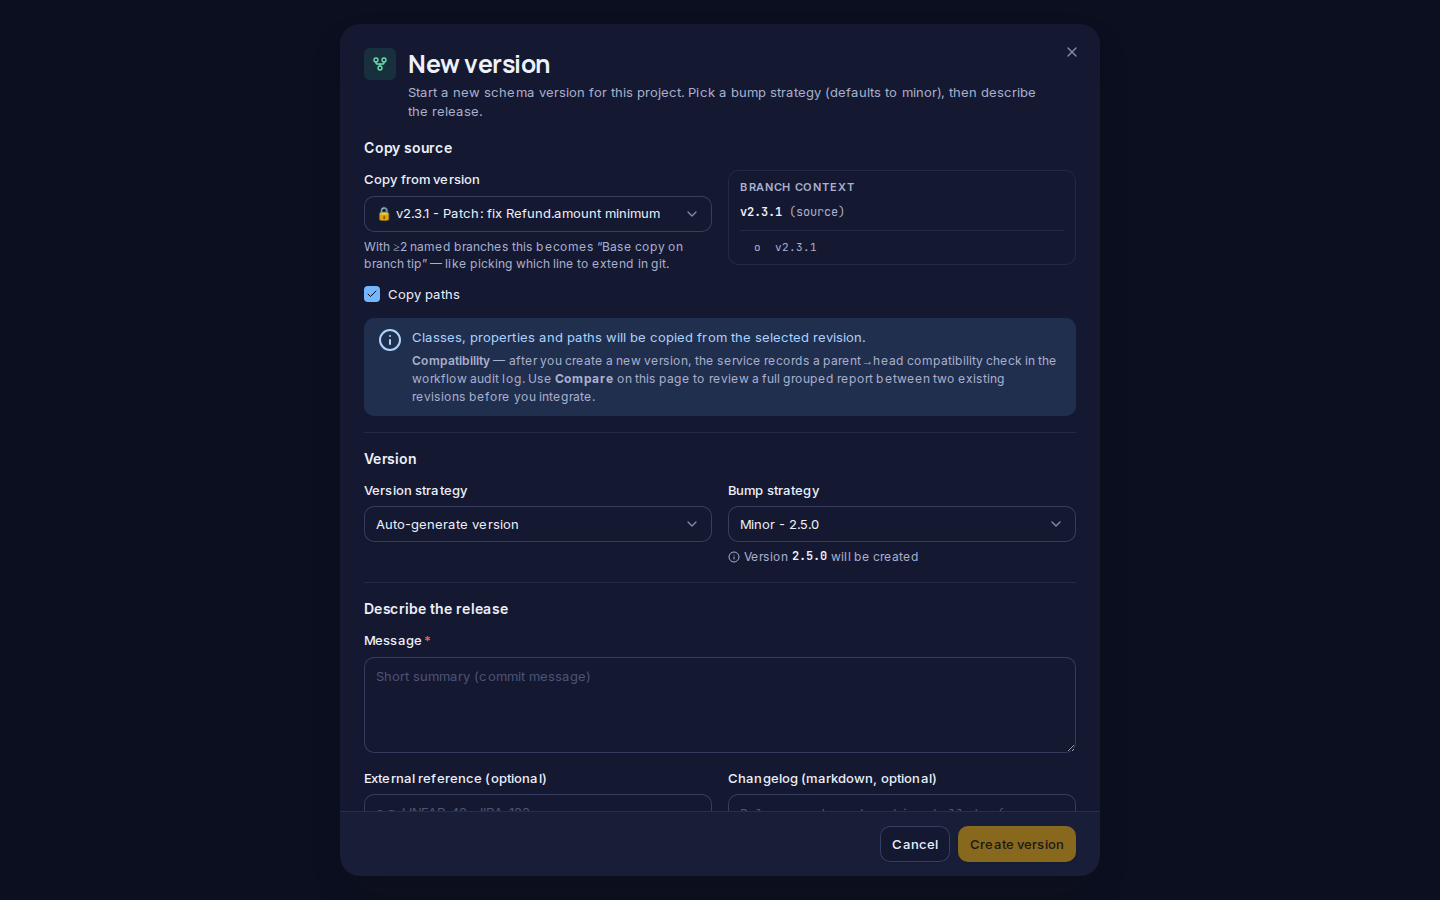 New version
Start a new schema version for this project. Pick a bump strategy (defaults to minor), then describe
the release.
Copy source
Copy from version
🔒 v2.3.1 - Patch: fix Refund.amount minimum
With ≥2 named branches this becomes “Base copy on
branch tip” — like picking which line to extend in git.
BRANCH CONTEXT
v2.3.1 (source)
o v2.3.1
Copy paths
Classes, properties and paths will be copied from the selected revision.
Compatibility — after you create a new version, the service records a parent→head compatibility check in the
workflow audit log. Use Compare on this page to review a full grouped report between two existing
revisions before you integrate.
Version
Version strategy
Auto-generate version
Bump strategy
Minor - 2.5.0
Version 2.5.0 will be created
Describe the release
Message *
Short summary (commit message)
External reference (optional)
Changelog (markdown, optional)
Cancel
Create version